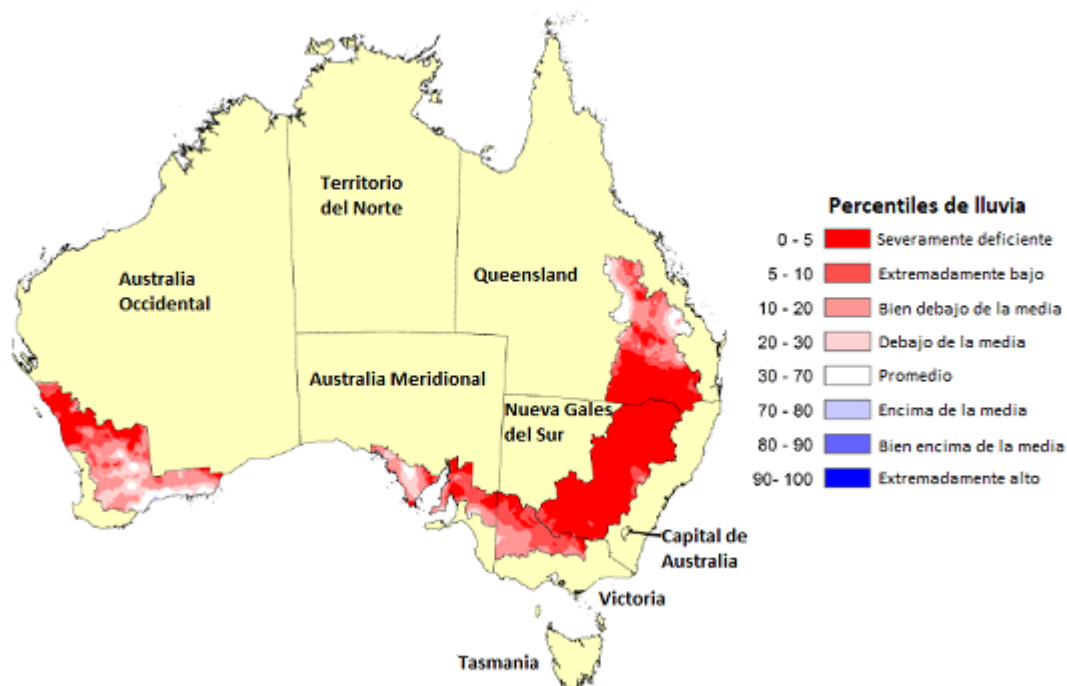 Territorio
del Norte
Australia
Occidental
Queensland
Australia Meridional
Nueva Gales
del Sur
Capital de
Australia
Victoria
Tasmania
Percentiles de lluvia
0 - 5 Severamente deficiente
5 - 10 Extremadamente bajo
10 - 20 Bien debajo de la media
20 - 30 Debajo de la media
30 - 70 Promedio
70 - 80 Encima de la media
80 - 90 Bien encima de la media
90- 100 Extremadamente alto